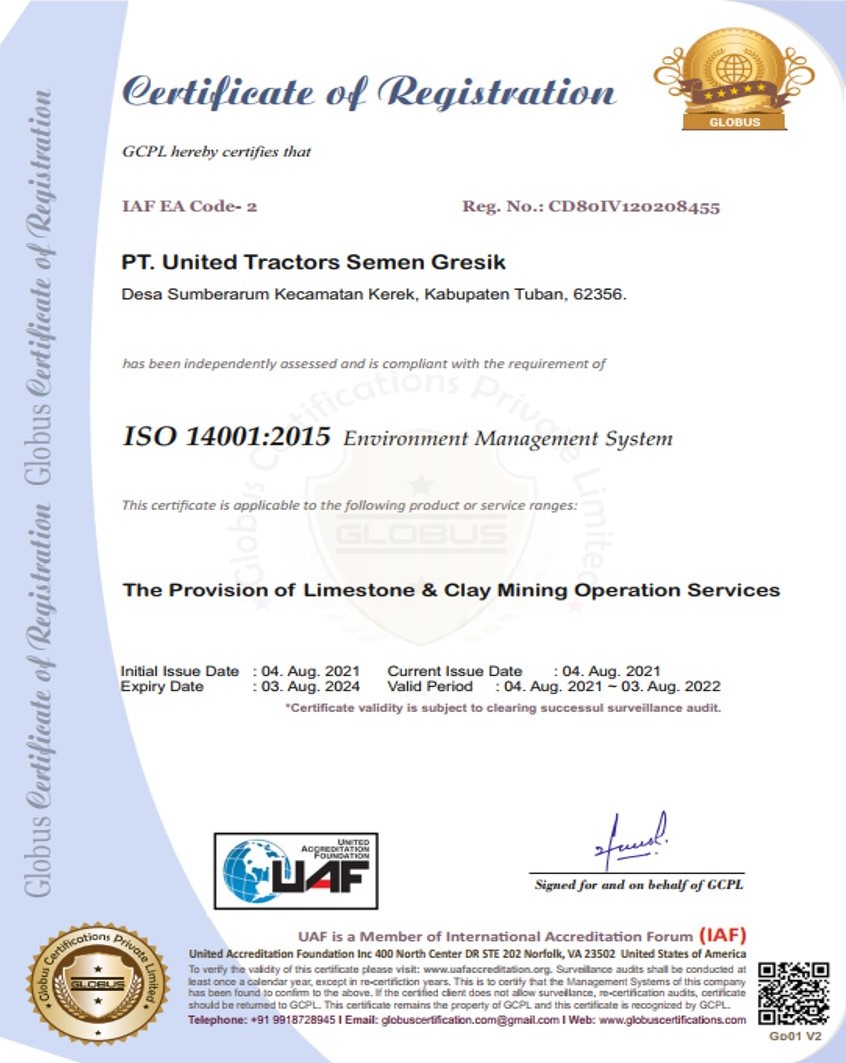 Certificate of Registration
GLOBUS
GCPL hereby certifies that
IAF EA Code- 2 Reg. No.: CD80IV120208455
PT. United Tractors Semen Gresik
Desa Sumberarum Kecamatan Kerek, Kabupaten Tuban, 62356.
has been independently assessed and is compliant with the requirement of
ISO 14001:2015 Environment Management System
This certificate is applicable to the following product or service ranges:
Globus Certifications Private Limited
GLOBUS
The Provision of Limestone & Clay Mining Operation Services
Initial Issue Date : 04. Aug. 2021 Current Issue Date : 04. Aug. 2021
Expiry Date : 03. Aug. 2024 Valid Period : 04. Aug. 2021 ~ 03. Aug. 2022
*Certificate validity is subject to clearing successul surveillance audit.
Globus Certificate of Registration Globus Certificate of Registration
UNITED
ACCREDITATION
FOUNDATION
UAF
Signed for and on behalf of GCPL
UAF is a Member of International Accreditation Forum (IAF)
United Accreditation Foundation Inc 400 North Center DR STE 202 Norfolk, VA 23502 United States of America
To verify the validity of this certificate please visit: www.uafaccreditation.org. Surveillance audits shall be conducted at
least once a calendar year, except in re-certification years. This is to certify that the Management Systems of this company
has been found to confirm to the above. If the certified client does not allow surveillance, re-certification audits, certificate
should be returned to GCPL. This certificate remains the property of GCPL and this certificate is recognized by GCPL.
Telephone: +91 9918728945 I Email: globuscertification.com@gmail.com I Web: www.globuscertifications.com
Globus Certifications Private Limited
GLOBUS
Gp01 V2